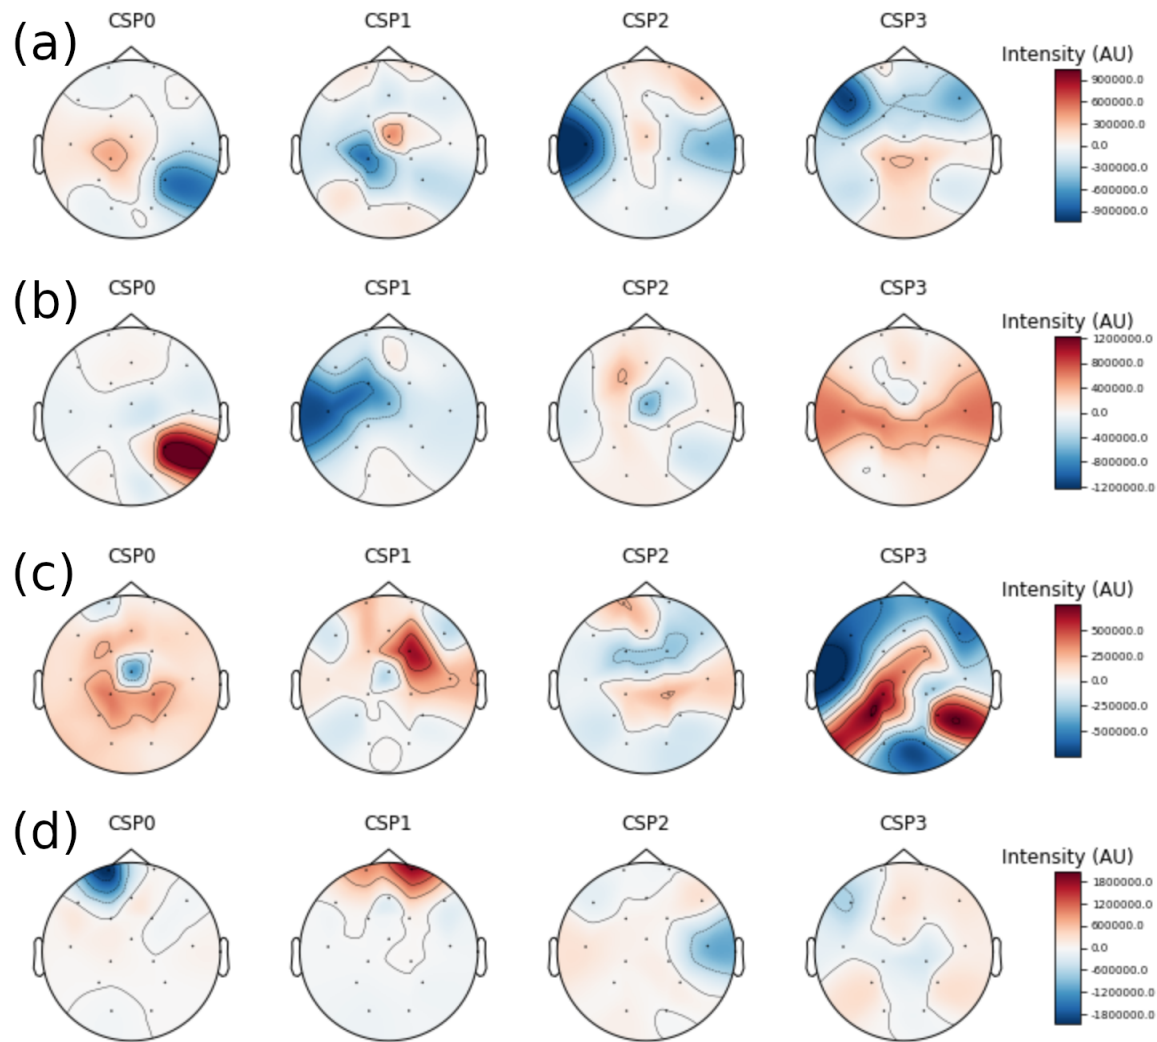 (a)
CSP0 CSP1 CSP2 CSP3
Intensity (AU)
900000.0
600000.0
300000.0
0.0
-300000.0
-600000.0
-900000.0
(b)
CSP0 CSP1 CSP2 CSP3
Intensity (AU)
1200000.0
800000.0
400000.0
0.0
-400000.0
-800000.0
-1200000.0
(c)
CSP0 CSP1 CSP2 CSP3
Intensity (AU)
500000.0
250000.0
0.0
-250000.0
-500000.0
(d)
CSP0 CSP1 CSP2 CSP3
Intensity (AU)
1800000.0
1200000.0
600000.0
0.0
-600000.0
-1200000.0
-1800000.0